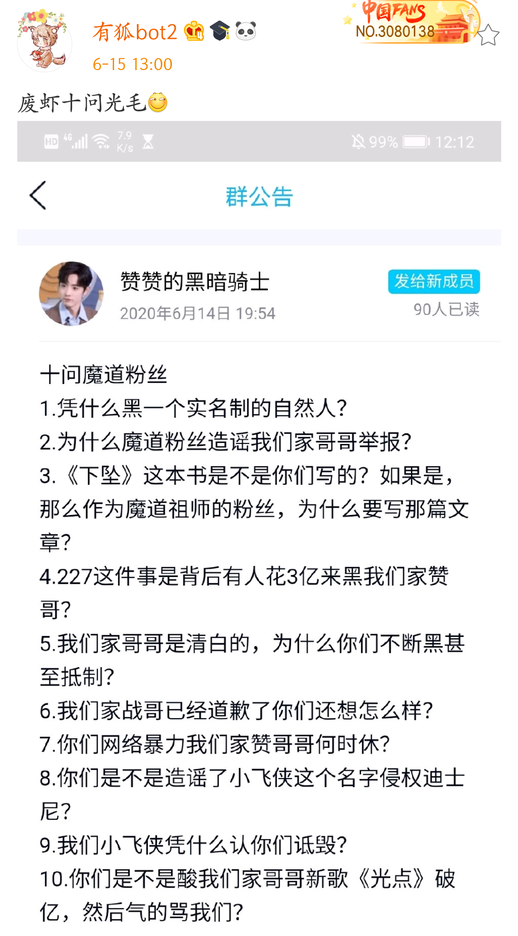 有狐bot2
中国FANS
NO.3080138
6-15 13:00
废虾十问光毛
HD 4G 7.9 K/s 99% 12:12
群公告
赞赞的黑暗骑士
发给新成员
2020年6月14日 19:54
90人已读
十问魔道粉丝
1.凭什么黑一个实名制的自然人?
2.为什么魔道粉丝造谣我们家哥哥举报?
3.《下坠》这本书是不是你们写的？如果是，
那么作为魔道祖师的粉丝，为什么要写那篇文
章?
4.227这件事是背后有人花3亿来黑我们家赞
哥?
5.我们家哥哥是清白的，为什么你们不断黑甚
至抵制?
6.我们家战哥已经道歉了你们还想怎么样?
7.你们网络暴力我们家赞哥哥何时休?
8.你们是不是造谣了小飞侠这个名字侵权迪士
尼?
9.我们小飞侠凭什么认你们诋毁?
10.你们是不是酸我们家哥哥新歌《光点》破
亿，然后气的骂我们?